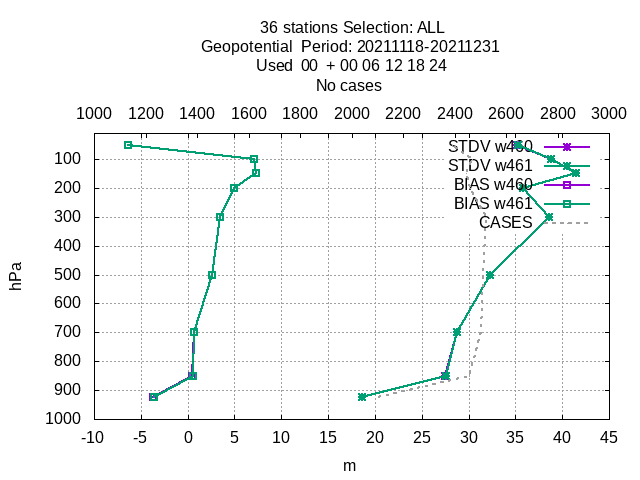 36 stations Selection: ALL
Geopotential  Period: 20211118-20211231
Used  00  + 00 06 12 18 24
No cases
1000 1200 1400 1600 1800 2000 2200 2400 2600 2800 3000
STDV w460
100 STDV w461
BIAS w460
200 BIAS w461
300 CASES
400
hPa
500
600
700
800
900
1000
-10 -5 0 5 10 15 20 25 30 35 40 45
m